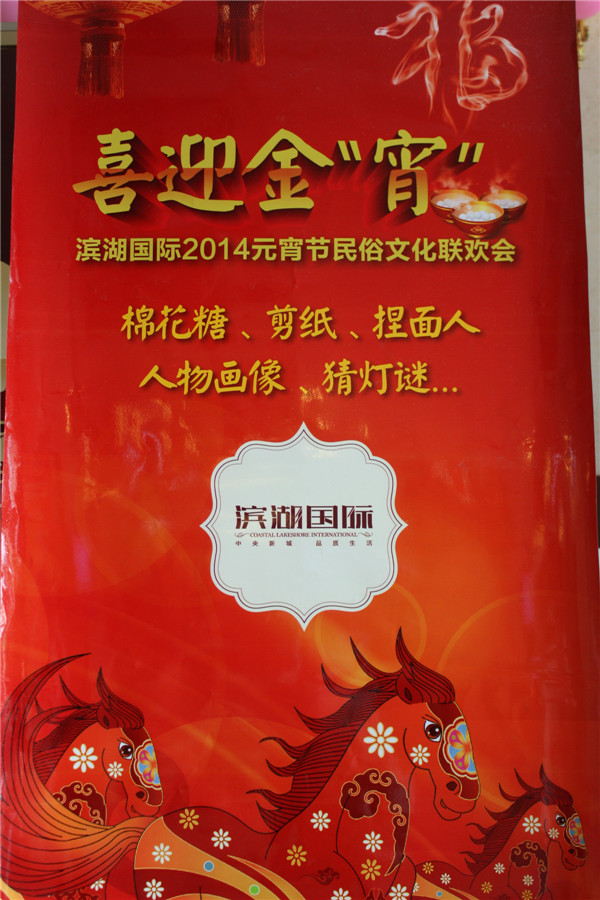 福
喜迎金“宵”
滨湖国际2014元宵节民俗文化联欢会
棉花糖、剪纸、捏面人
人物画像、猜灯谜...
滨湖国际
COASTAL LAKESHORE INTERNATIONAL
中央新城 品质生活